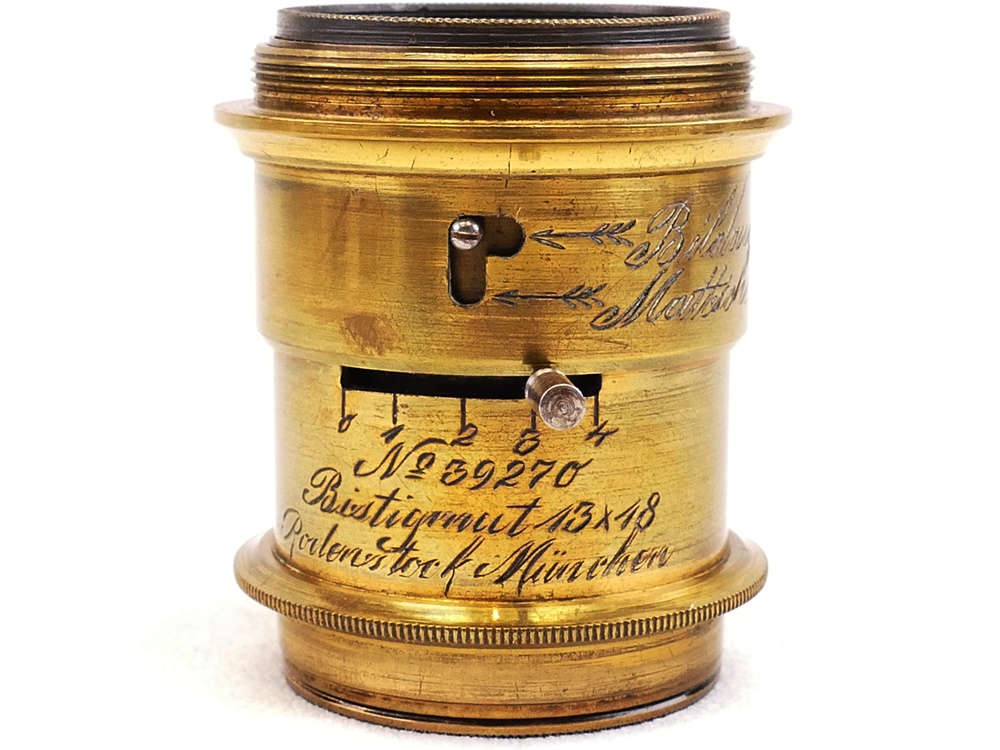 0 1 2 3 4
No 39270
Bistigmat 13x18
Rodenstock München